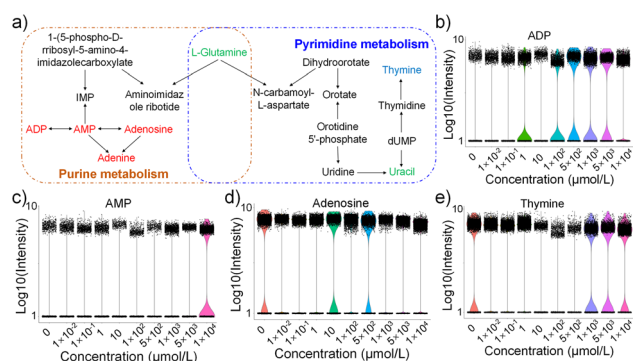 a)
1-(5-phospho-D-
rribosyl-5-amino-4-
imidazolecarboxylate
L-Glutamine
Pyrimidine metabolism
Dihydroorotate
Thymine
IMP
Aminoimidaz
ole ribotide
N-carbamoyl-
L-aspartate
Orotate
Thymidine
ADP
AMP
Adenosine
Orotidine
5'-phosphate
dUMP
Adenine
Purine metabolism
Uridine
Uracil
b)
ADP
10
Log10(Intensity)
1
0
1×10⁻²
1×10⁻¹
1
10
1×10²
5×10²
1×10³
5×10³
1×10⁴
Concentration (μmol/L)
c)
AMP
10
Log10(Intensity)
1
0
1×10⁻²
1×10⁻¹
1
10
1×10²
5×10²
1×10³
5×10³
1×10⁴
Concentration (μmol/L)
d)
Adenosine
10
Log10(Intensity)
1
0
1×10⁻²
1×10⁻¹
1
10
1×10²
5×10²
1×10³
5×10³
1×10⁴
Concentration (μmol/L)
e)
Thymine
10
Log10(Intensity)
1
0
1×10⁻²
1×10⁻¹
1
10
1×10²
5×10²
1×10³
5×10³
1×10⁴
Concentration (μmol/L)